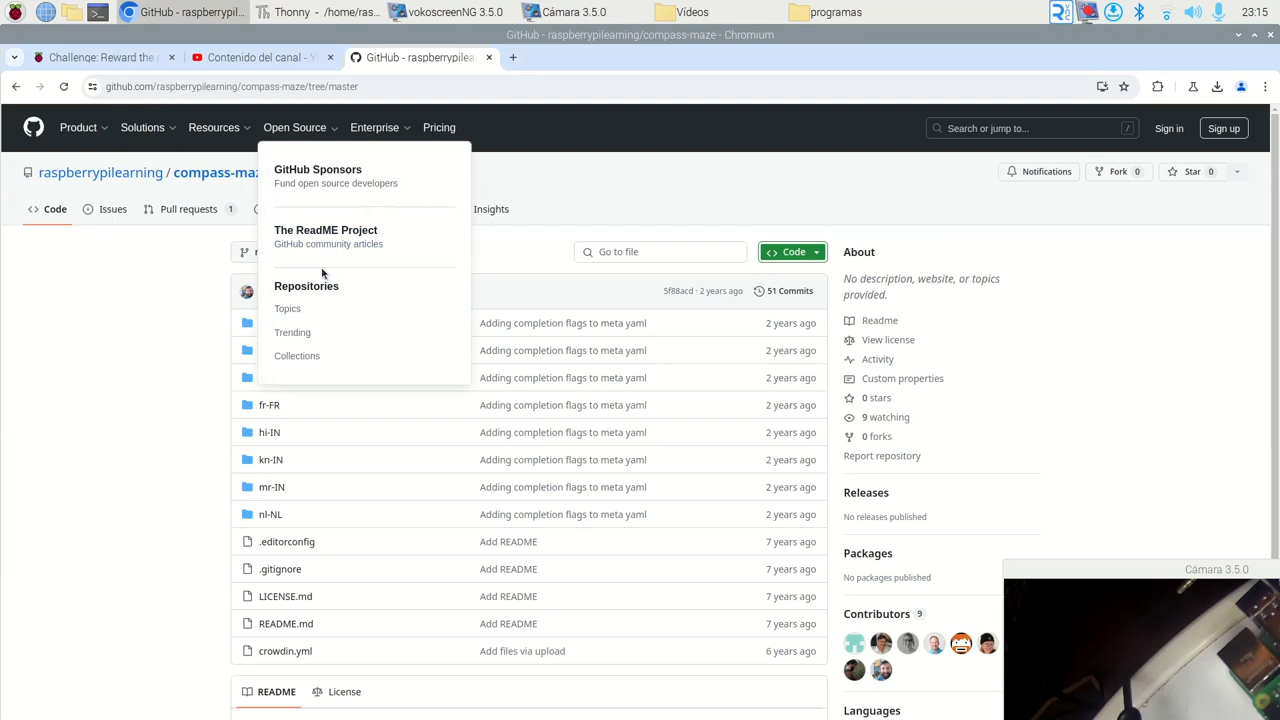 GitHub - raspberrypil...
Thonny - /home/ras...
vokoscreenNG 3.5.0
Cámara 3.5.0
Vídeos
programas
23:15
GitHub - raspberrypilearning/compass-maze - Chromium
Challenge: Reward the
Contenido del canal -
GitHub - raspberrypilearning
github.com/raspberrypilearning/compass-maze/tree/master
Product
Solutions
Resources
Open Source
Enterprise
Pricing
Search or jump to...
/
Sign in
Sign up
GitHub Sponsors
Fund open source developers
The ReadME Project
GitHub community articles
Repositories
Topics
Trending
Collections
raspberrypilearning / compass-maz
Notifications
Fork 0
Star 0
Code
Issues
Pull requests 1
Insights
Go to file
Code
5f88acd · 2 years ago
51 Commits
Adding completion flags to meta yaml 2 years ago
Adding completion flags to meta yaml 2 years ago
Adding completion flags to meta yaml 2 years ago
fr-FR Adding completion flags to meta yaml 2 years ago
hi-IN Adding completion flags to meta yaml 2 years ago
kn-IN Adding completion flags to meta yaml 2 years ago
mr-IN Adding completion flags to meta yaml 2 years ago
nl-NL Adding completion flags to meta yaml 2 years ago
.editorconfig Add README 7 years ago
.gitignore Add README 7 years ago
LICENSE.md Add README 7 years ago
README.md Add README 7 years ago
crowdin.yml Add files via upload 6 years ago
README
License
About
No description, website, or topics
provided.
Readme
View license
Activity
Custom properties
0 stars
9 watching
0 forks
Report repository
Releases
No releases published
Packages
No packages published
Contributors 9
Languages
Cámara 3.5.0